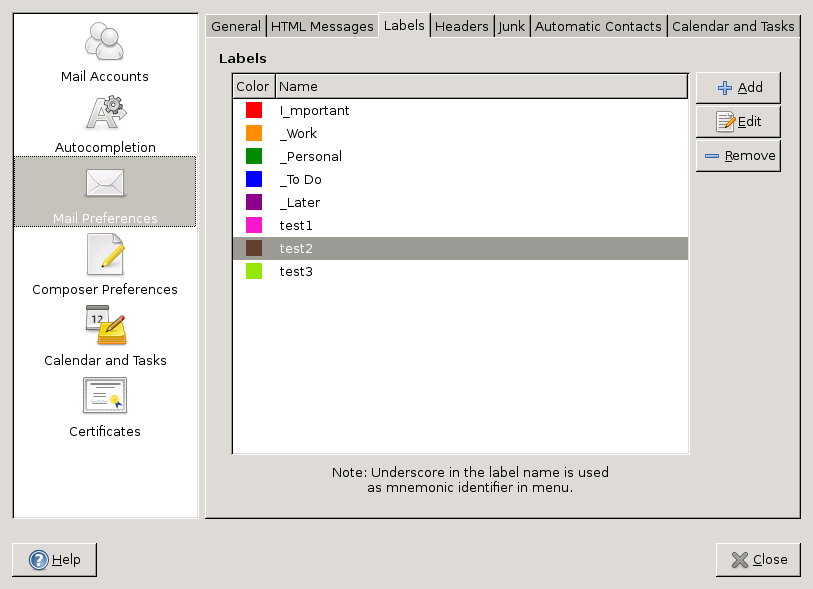 Mail Accounts
Autocompletion
Mail Preferences
Composer Preferences
12
Calendar and Tasks
Certificates
General HTML Messages Labels Headers Junk Automatic Contacts Calendar and Tasks
Labels
Color Name
I_mportant
_Work
_Personal
_To Do
_Later
test1
test2
test3
Add
Edit
Remove
Note: Underscore in the label name is used
as mnemonic identifier in menu.
Help
Close